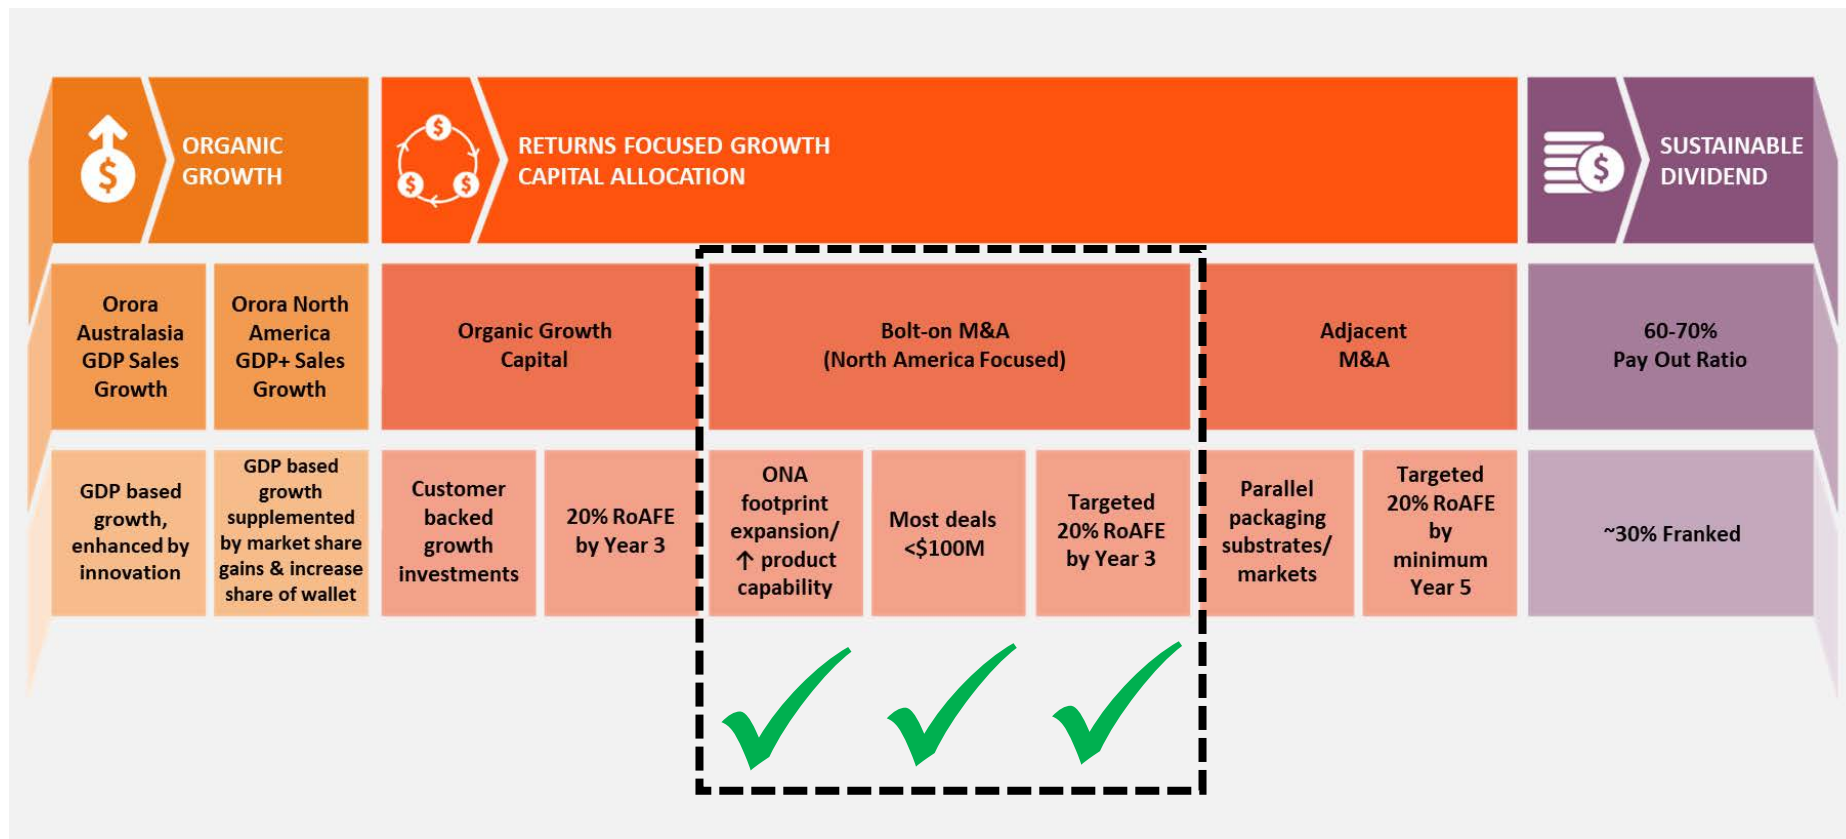 ORGANIC
GROWTH
RETURNS FOCUSED GROWTH
CAPITAL ALLOCATION
SUSTAINABLE
DIVIDEND
Orora
Australasia
GDP Sales
Growth
Orora North
America
GDP+ Sales
Growth
Organic Growth
Capital
Bolt-on M&A
(North America Focused)
Adjacent
M&A
60-70%
Pay Out Ratio
GDP based
growth,
enhanced by
innovation
GDP based
growth
supplemented
by market share
gains & increase
share of wallet
Customer
backed
growth
investments
20% RoAFE
by Year 3
ONA
footprint
expansion/
↑ product
capability
Most deals
<$100M
Targeted
20% RoAFE
by Year 3
Parallel
packaging
substrates/
markets
Targeted
20% RoAFE
by
minimum
Year 5
~30% Franked